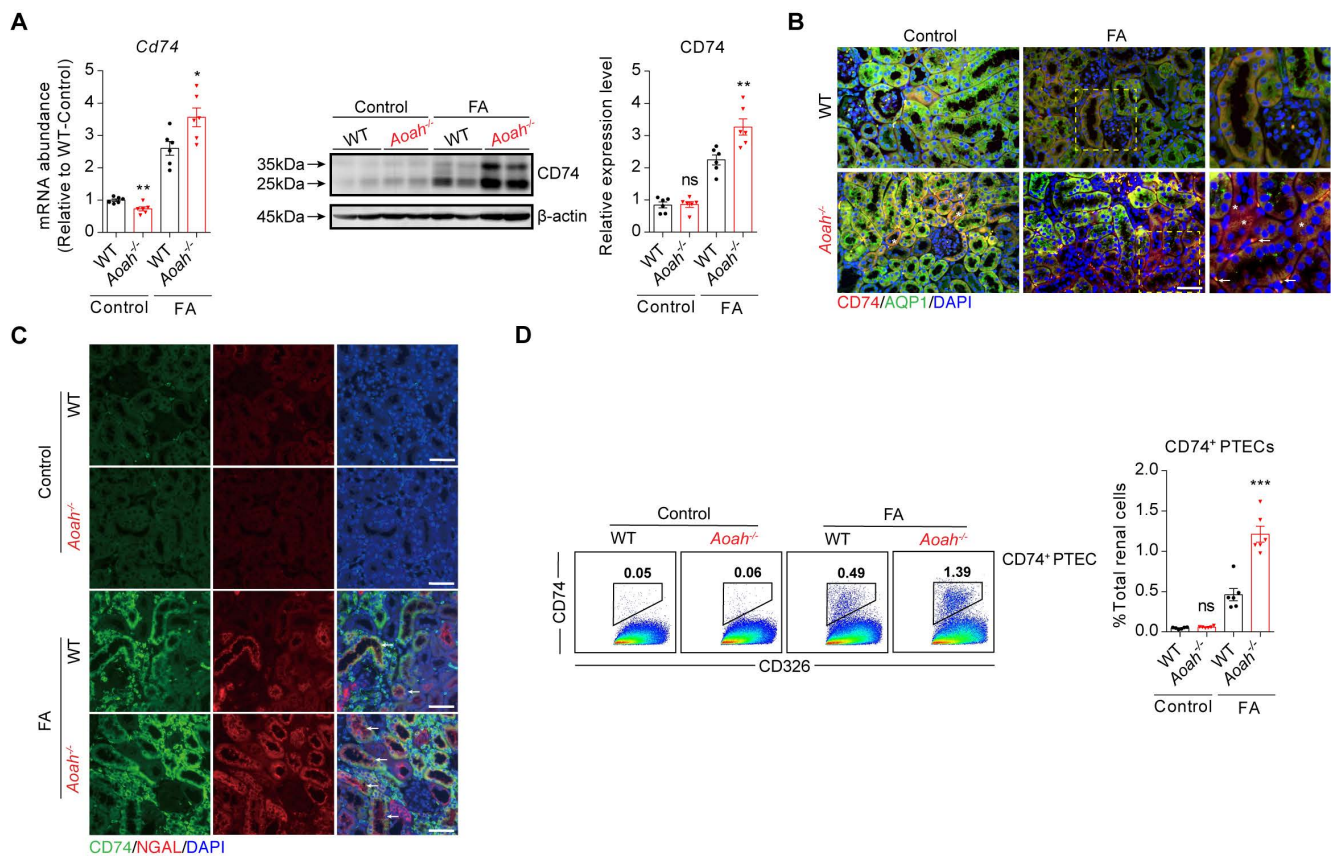 A
Cd74
mRNA abundance
(Relative to WT-Control)
5
4
3
2
1
0
*
**
WT
Aoah-/-
WT
Aoah-/-
Control
FA
Control
FA
WT
Aoah-/-
WT
Aoah-/-
35kDa
25kDa
45kDa
CD74
β-actin
CD74
Relative expression level
5
4
3
2
1
0
ns
**
WT
Aoah-/-
WT
Aoah-/-
Control
FA
B
Control
FA
WT
Aoah-/-
*
*
*
*
*
CD74/AQP1/DAPI
C
Control
WT
Aoah-/-
FA
WT
Aoah-/-
CD74/NGAL/DAPI
D
Control
FA
WT
Aoah-/-
WT
Aoah-/-
CD74
0.05
0.06
0.49
1.39
CD74+ PTEC
CD326
CD74+ PTECs
%Total renal cells
2.0
1.5
1.0
0.5
0.0
ns
***
WT
Aoah-/-
WT
Aoah-/-
Control
FA